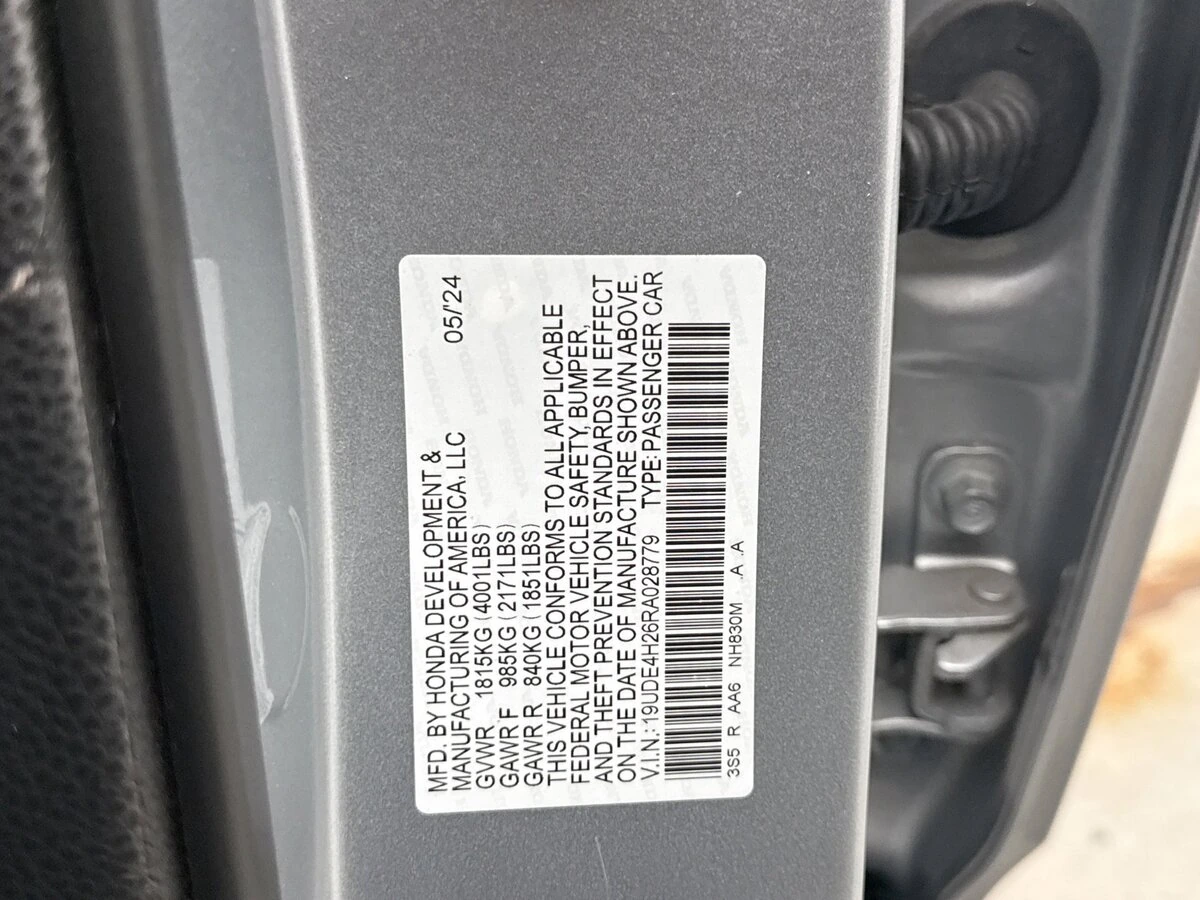 MFD. BY HONDA DEVELOPMENT & 05/'24
MANUFACTURING OF AMERICA, LLC
GVWR 1815KG (4001LBS)
GAWR F 985KG (2171LBS)
GAWR R 840KG (1851LBS)
THIS VEHICLE CONFORMS TO ALL APPLICABLE
FEDERAL MOTOR VEHICLE SAFETY, BUMPER,
AND THEFT PREVENTION STANDARDS IN EFFECT
ON THE DATE OF MANUFACTURE SHOWN ABOVE.
V.I.N.: 19UDE4H26RA028779 TYPE: PASSENGER CAR
3S5 R AA6 NH830M .A .A